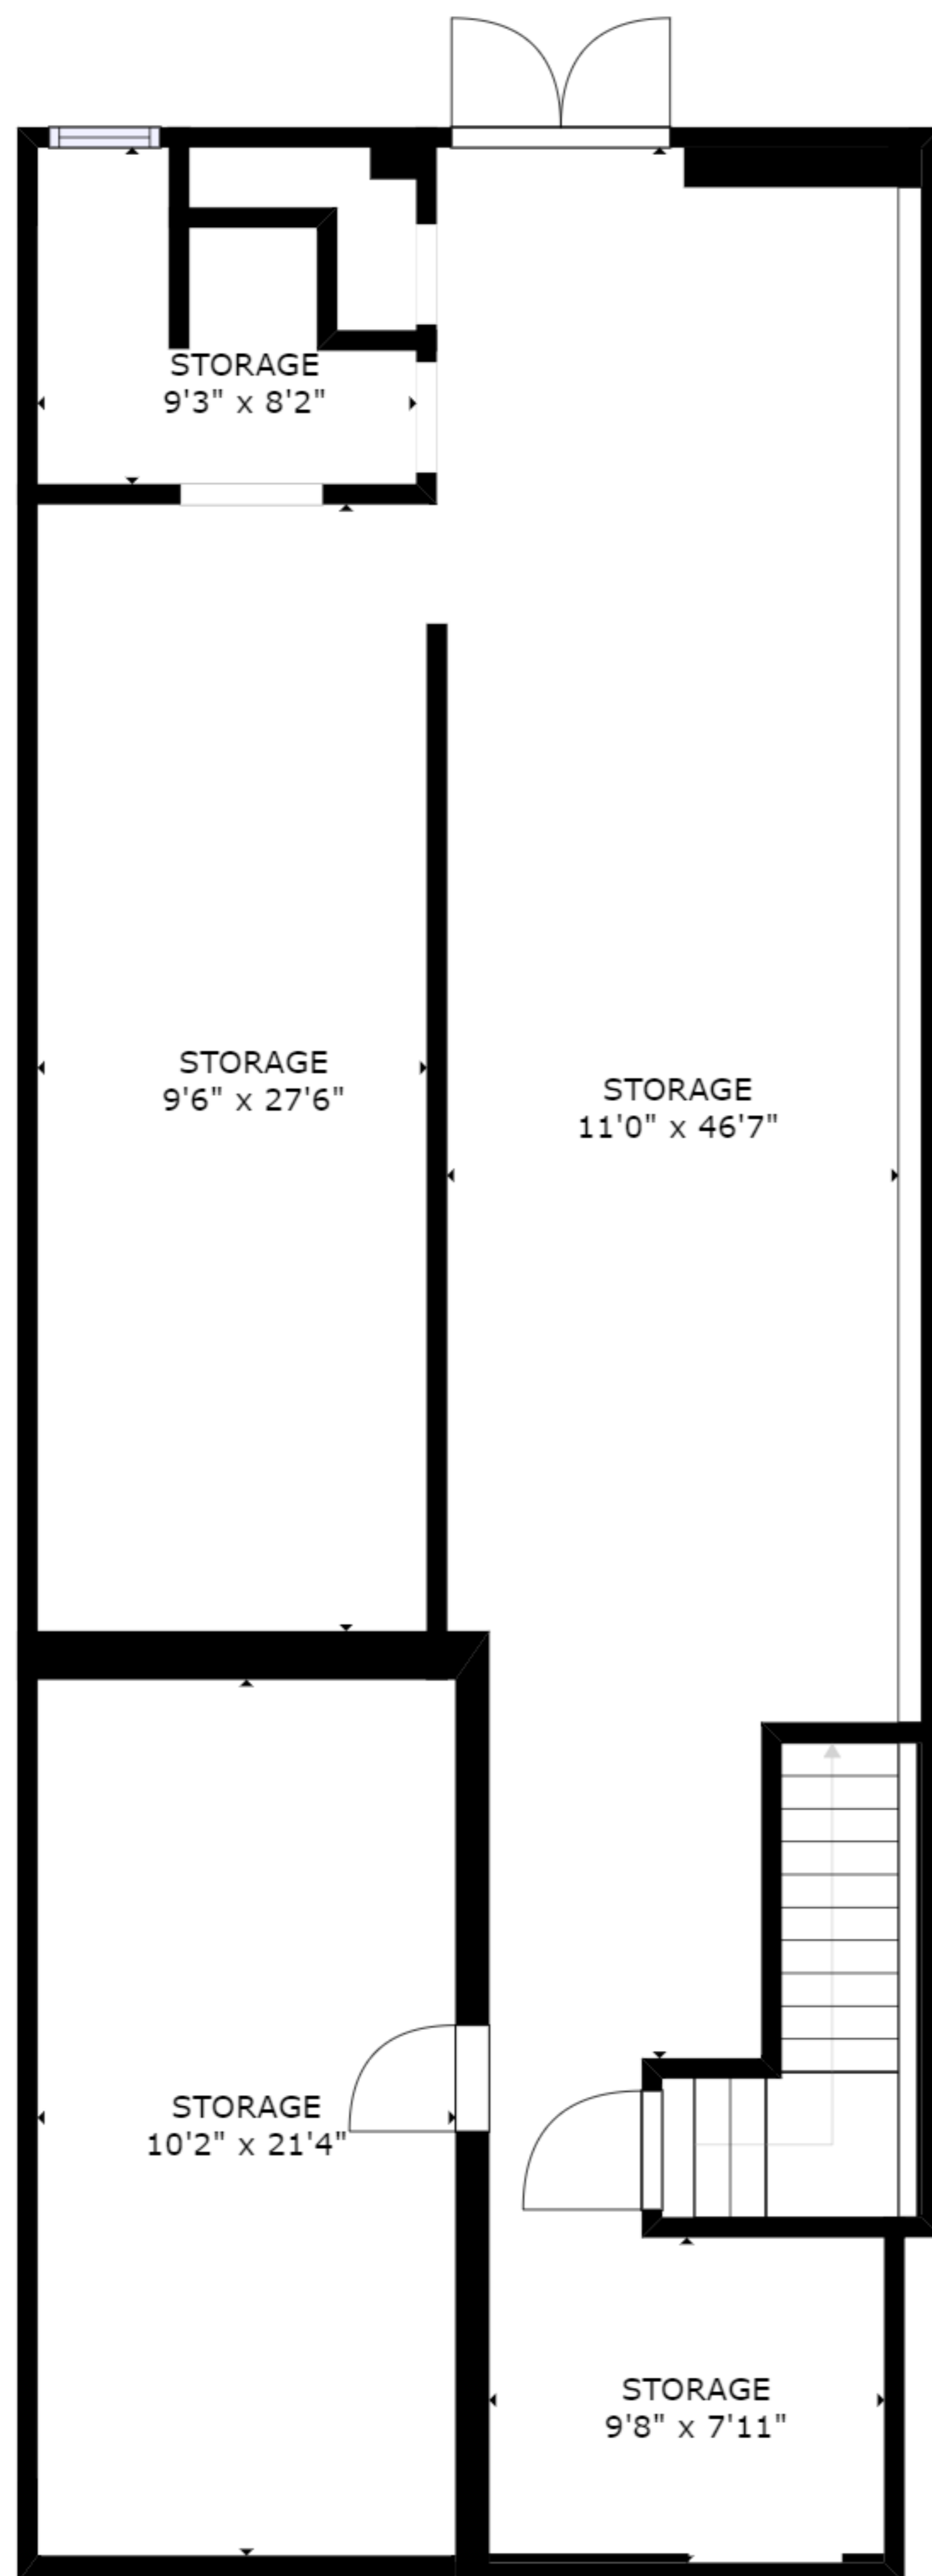 STORAGE
9'3" x 8'2"
STORAGE
9'6" x 27'6"
STORAGE
11'0" x 46'7"
STORAGE
10'2" x 21'4"
STORAGE
9'8" x 7'11"